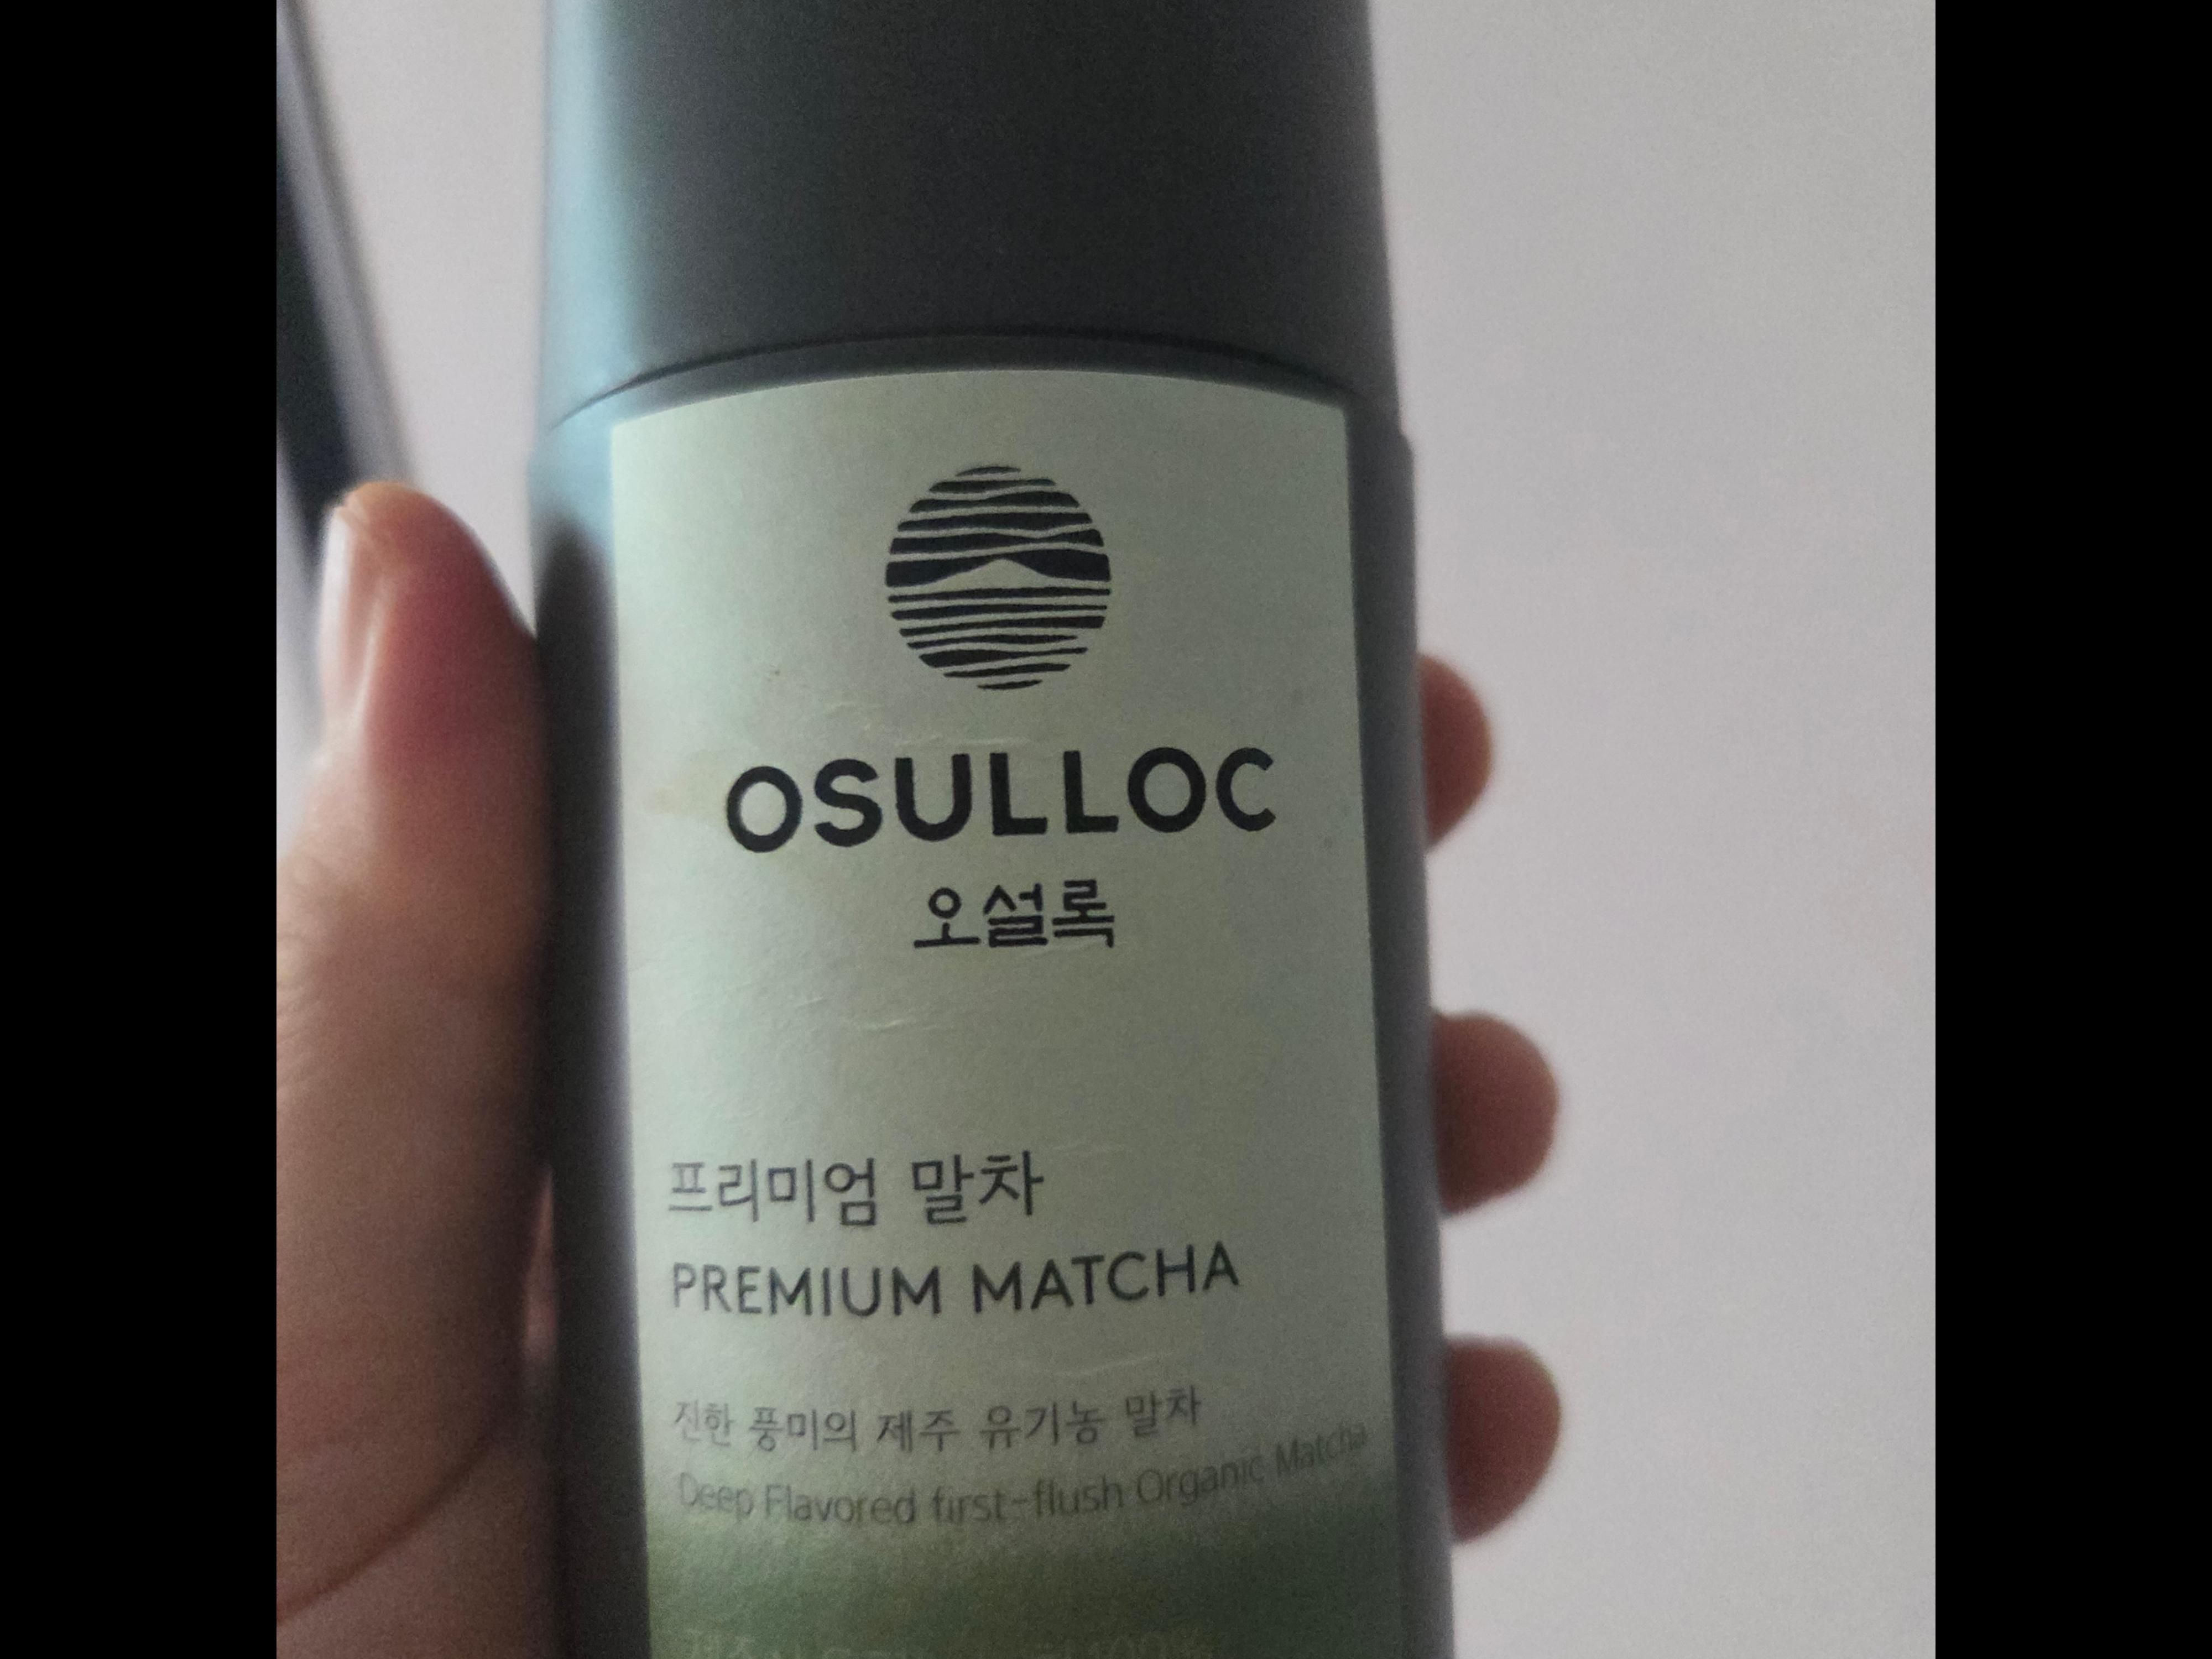 OSULLOC
오설록
프리미엄 말차
PREMIUM MATCHA
진한 풍미의 제주 유기농 말차
Deep Flavored first-flush Organic Matcha